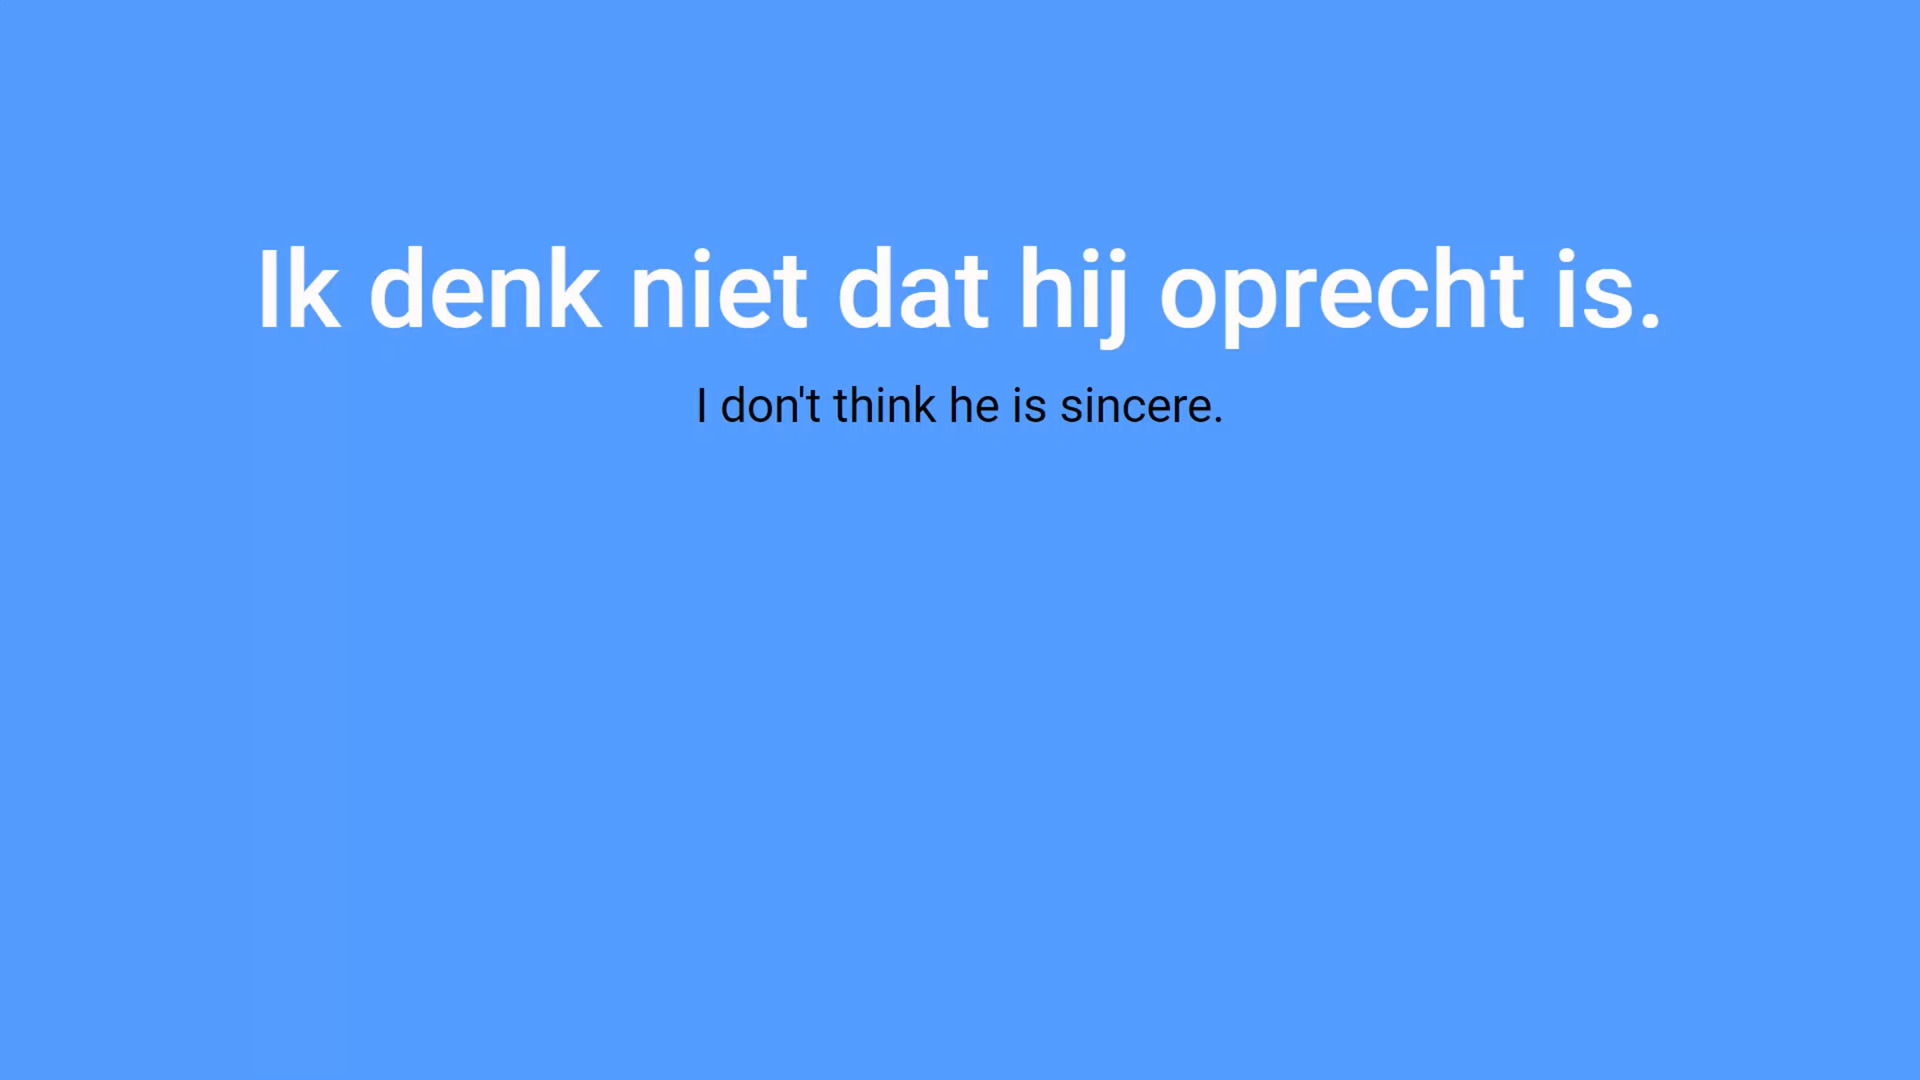 Ik denk niet dat hij oprecht is.
I don't think he is sincere.